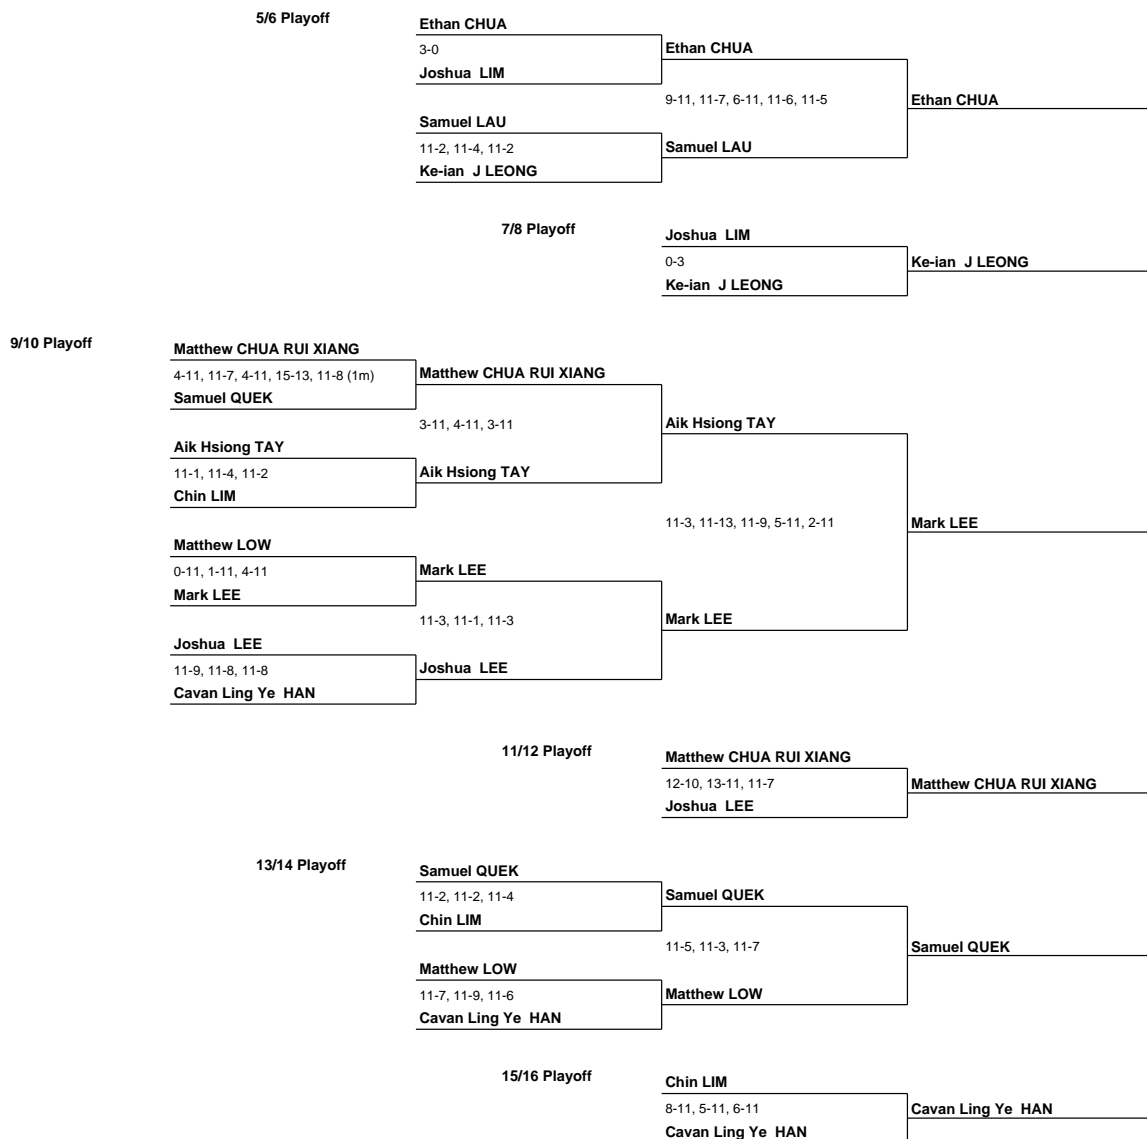 5/6 Playoff
Ethan CHUA
3-0
Joshua LIM
Ethan CHUA
9-11, 11-7, 6-11, 11-6, 11-5
Ethan CHUA
Samuel LAU
11-2, 11-4, 11-2
Ke-ian J LEONG
Samuel LAU
7/8 Playoff
Joshua LIM
0-3
Ke-ian J LEONG
Ke-ian J LEONG
9/10 Playoff
Matthew CHUA RUI XIANG
4-11, 11-7, 4-11, 15-13, 11-8 (1m)
Samuel QUEK
Matthew CHUA RUI XIANG
3-11, 4-11, 3-11
Aik Hsiong TAY
Aik Hsiong TAY
11-1, 11-4, 11-2
Chin LIM
Aik Hsiong TAY
11-3, 11-13, 11-9, 5-11, 2-11
Mark LEE
Matthew LOW
0-11, 1-11, 4-11
Mark LEE
Mark LEE
11-3, 11-1, 11-3
Mark LEE
Joshua LEE
11-9, 11-8, 11-8
Cavan Ling Ye HAN
Joshua LEE
11/12 Playoff
Matthew CHUA RUI XIANG
12-10, 13-11, 11-7
Joshua LEE
Matthew CHUA RUI XIANG
13/14 Playoff
Samuel QUEK
11-2, 11-2, 11-4
Chin LIM
Samuel QUEK
11-5, 11-3, 11-7
Samuel QUEK
Matthew LOW
11-7, 11-9, 11-6
Cavan Ling Ye HAN
Matthew LOW
15/16 Playoff
Chin LIM
8-11, 5-11, 6-11
Cavan Ling Ye HAN
Cavan Ling Ye HAN